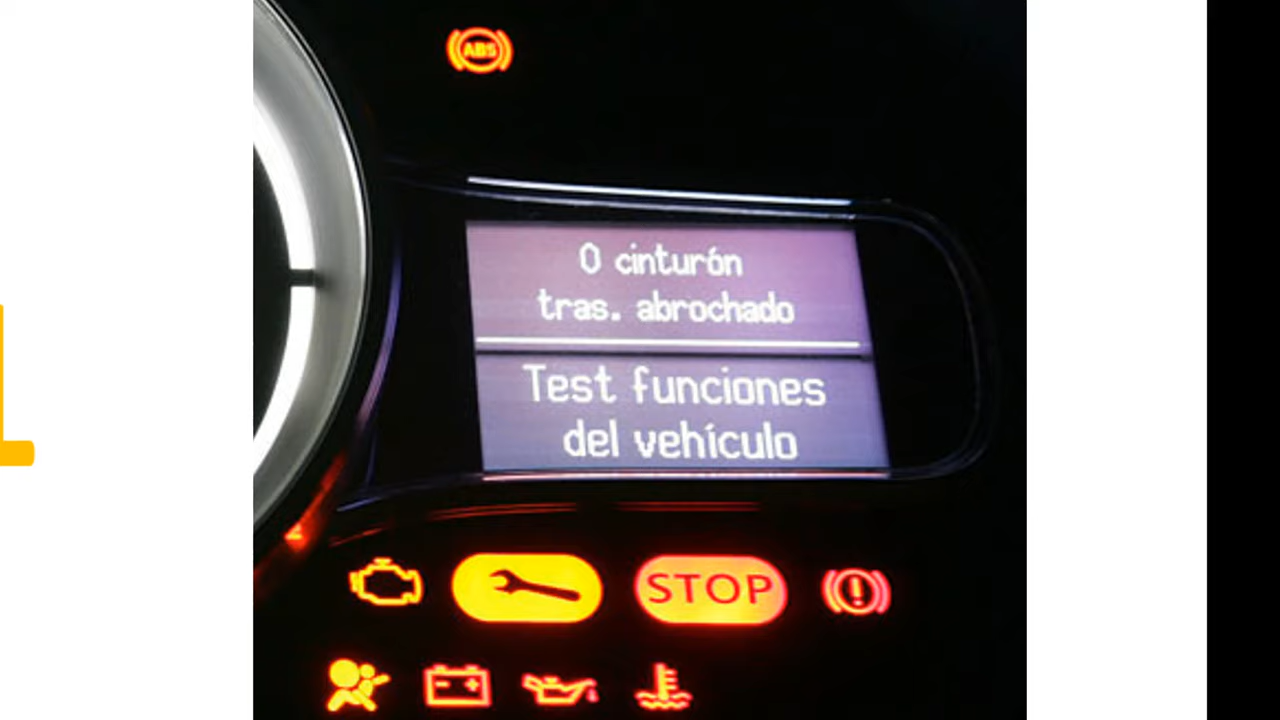 ABS
0 cinturón
tras. abrochado
Test funciones
del vehículo
STOP